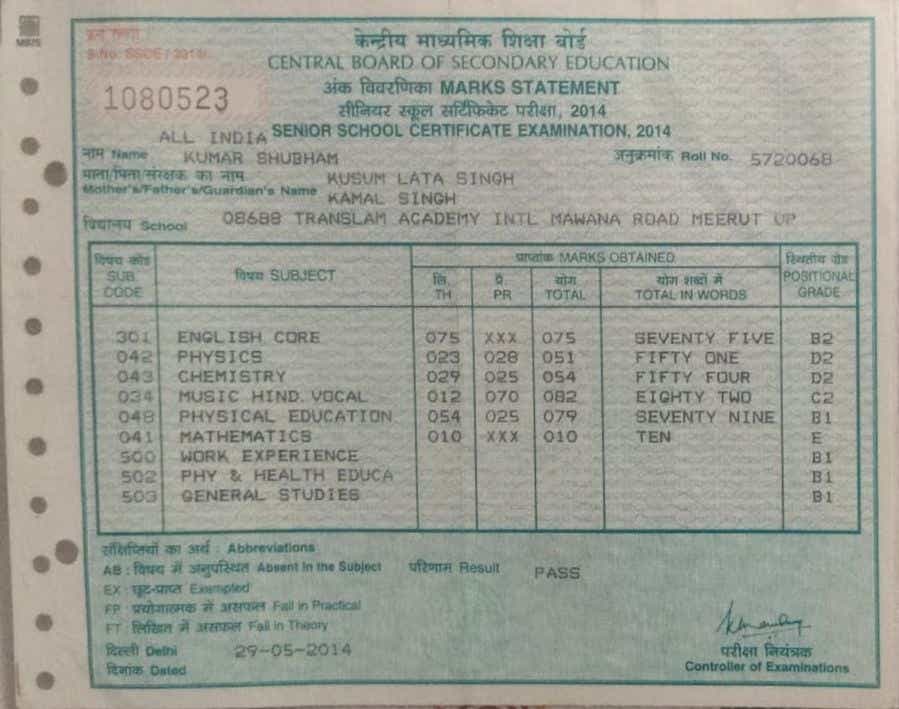 केन्द्रीय माध्यमिक शिक्षा बोर्ड
S.No. SSCE / 2014
CENTRAL BOARD OF SECONDARY EDUCATION
अंक विवरणिका MARKS STATEMENT
1080523
सीनियर स्कूल सर्टिफिकेट परीक्षा, 2014
ALL INDIA SENIOR SCHOOL CERTIFICATE EXAMINATION, 2014
नाम Name KUMAR SHUBHAM अनुक्रमांक Roll No. 5720068
माता/पिता/संरक्षक का नाम KUSUM LATA SINGH
Mother's/Father's/Guardian's Name KAMAL SINGH
विद्यालय School 08688 TRANSLAM ACADEMY INTL MAWANA ROAD MEERUT UP
विषय कोड SUB. CODE विषय SUBJECT प्राप्तांक MARKS OBTAINED स्थितीय ग्रेड POSITIONAL GRADE
लि. TH प्रै. PR योग TOTAL योग शब्दों में TOTAL IN WORDS
301 ENGLISH CORE 075 XXX 075 SEVENTY FIVE B2
042 PHYSICS 023 028 051 FIFTY ONE D2
043 CHEMISTRY 029 025 054 FIFTY FOUR D2
034 MUSIC HIND. VOCAL 012 070 082 EIGHTY TWO C2
048 PHYSICAL EDUCATION 054 025 079 SEVENTY NINE B1
041 MATHEMATICS 010 XXX 010 TEN E
500 WORK EXPERIENCE B1
502 PHY & HEALTH EDUCA B1
503 GENERAL STUDIES B1
संक्षिप्तियों का अर्थ : Abbreviations
AB : विषय में अनुपस्थित Absent in the Subject परिणाम Result PASS
EX : छूट-प्राप्त Exempted
FP : प्रयोगात्मक में असफल Fail in Practical
FT : लिखित में असफल Fail in Theory
दिल्ली Delhi 29-05-2014
दिनांक Dated
परीक्षा नियंत्रक
Controller of Examinations